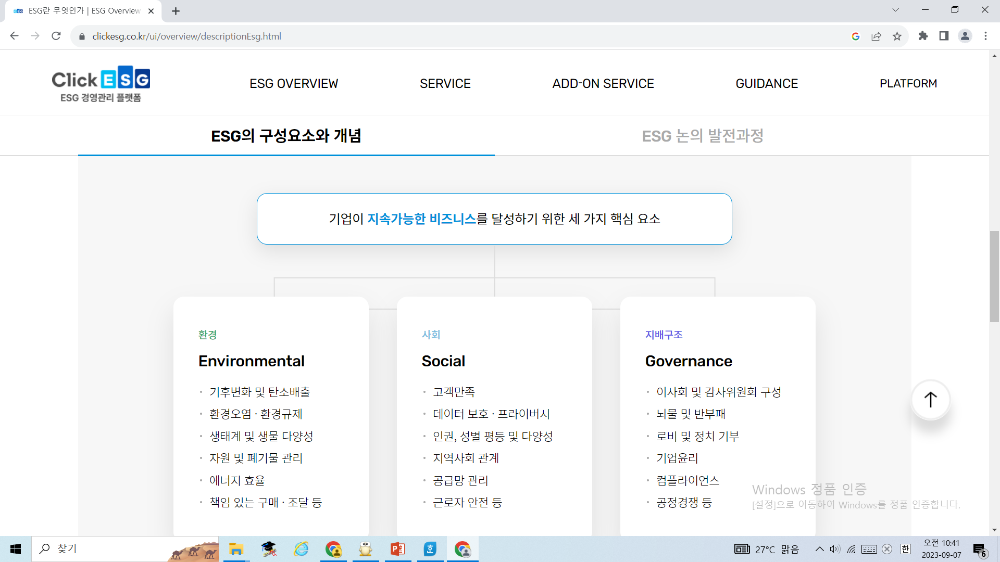 ESG란 무엇인가 | ESG Overview
clickesg.co.kr/ui/overview/descriptionEsg.html
Click ESG
ESG 경영관리 플랫폼
ESG OVERVIEW
SERVICE
ADD-ON SERVICE
GUIDANCE
PLATFORM
ESG의 구성요소와 개념
ESG 논의 발전과정
기업이 지속가능한 비즈니스를 달성하기 위한 세 가지 핵심 요소
환경
Environmental
· 기후변화 및 탄소배출
· 환경오염 · 환경규제
· 생태계 및 생물 다양성
· 자원 및 폐기물 관리
· 에너지 효율
· 책임 있는 구매 · 조달 등
사회
Social
· 고객만족
· 데이터 보호 · 프라이버시
· 인권, 성별 평등 및 다양성
· 지역사회 관계
· 공급망 관리
· 근로자 안전 등
지배구조
Governance
· 이사회 및 감사위원회 구성
· 뇌물 및 반부패
· 로비 및 정치 기부
· 기업윤리
· 컴플라이언스
· 공정경쟁 등
Windows 정품 인증
[설정]으로 이동하여 Windows를 정품 인증합니다.
찾기
27°C 맑음
한
오전 10:41
2023-09-07
6